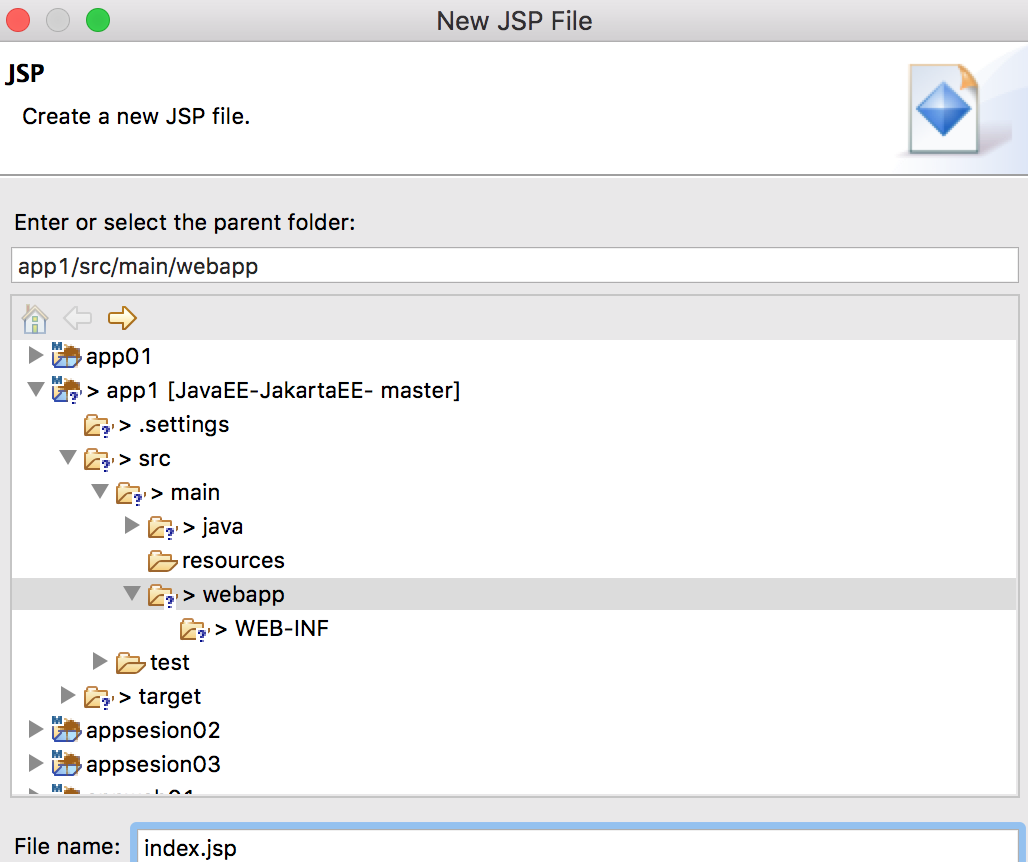 New JSP File
JSP
Create a new JSP file.
Enter or select the parent folder:
app1/src/main/webapp
app01
> app1 [JavaEE-JakartaEE- master]
> .settings
> src
> main
> java
resources
> webapp
> WEB-INF
test
> target
appsesion02
appsesion03
File name: index.jsp